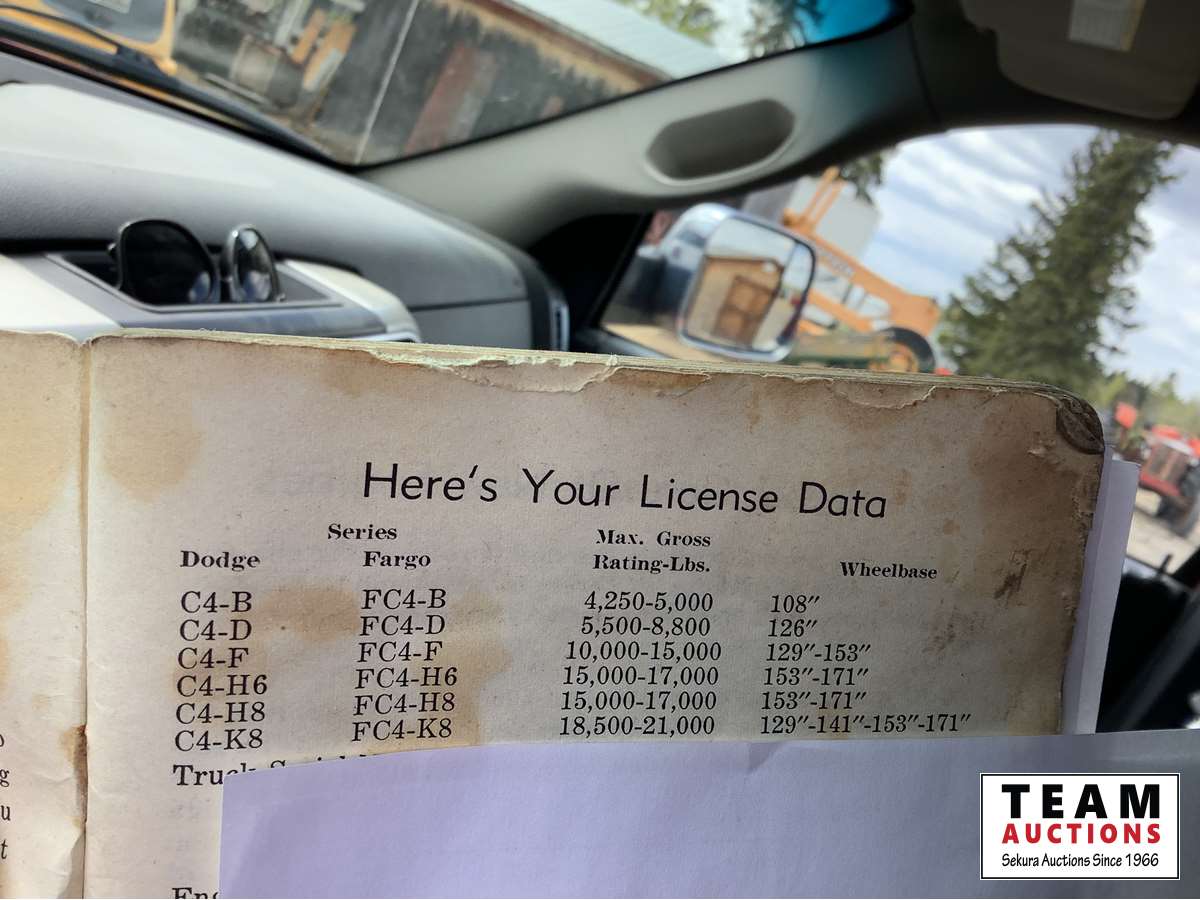 Here's Your License Data
Series Max. Gross
Dodge Fargo Rating-Lbs. Wheelbase
C4-B FC4-B 4,250-5,000 108"
C4-D FC4-D 5,500-8,800 126"
C4-F FC4-F 10,000-15,000 129"-153"
C4-H6 FC4-H6 15,000-17,000 153"-171"
C4-H8 FC4-H8 15,000-17,000 153"-171"
C4-K8 FC4-K8 18,500-21,000 129"-141"-153"-171"
TEAM
AUCTIONS
Sekura Auctions Since 1966